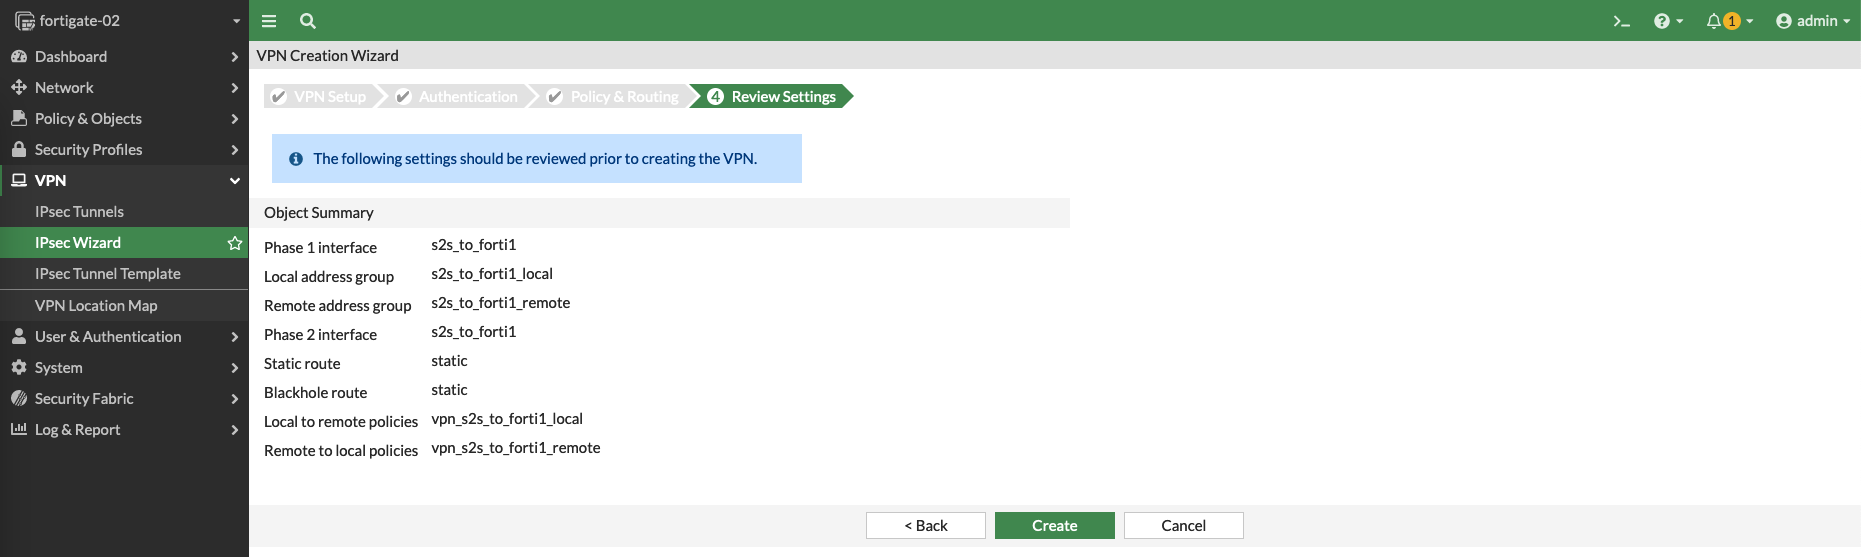 fortigate-02
Dashboard
Network
Policy & Objects
Security Profiles
VPN
IPsec Tunnels
IPsec Wizard
IPsec Tunnel Template
VPN Location Map
User & Authentication
System
Security Fabric
Log & Report
>_ ? 1 admin
VPN Creation Wizard
VPN Setup Authentication Policy & Routing 4 Review Settings
The following settings should be reviewed prior to creating the VPN.
Object Summary
Phase 1 interface s2s_to_forti1
Local address group s2s_to_forti1_local
Remote address group s2s_to_forti1_remote
Phase 2 interface s2s_to_forti1
Static route static
Blackhole route static
Local to remote policies vpn_s2s_to_forti1_local
Remote to local policies vpn_s2s_to_forti1_remote
< Back Create Cancel